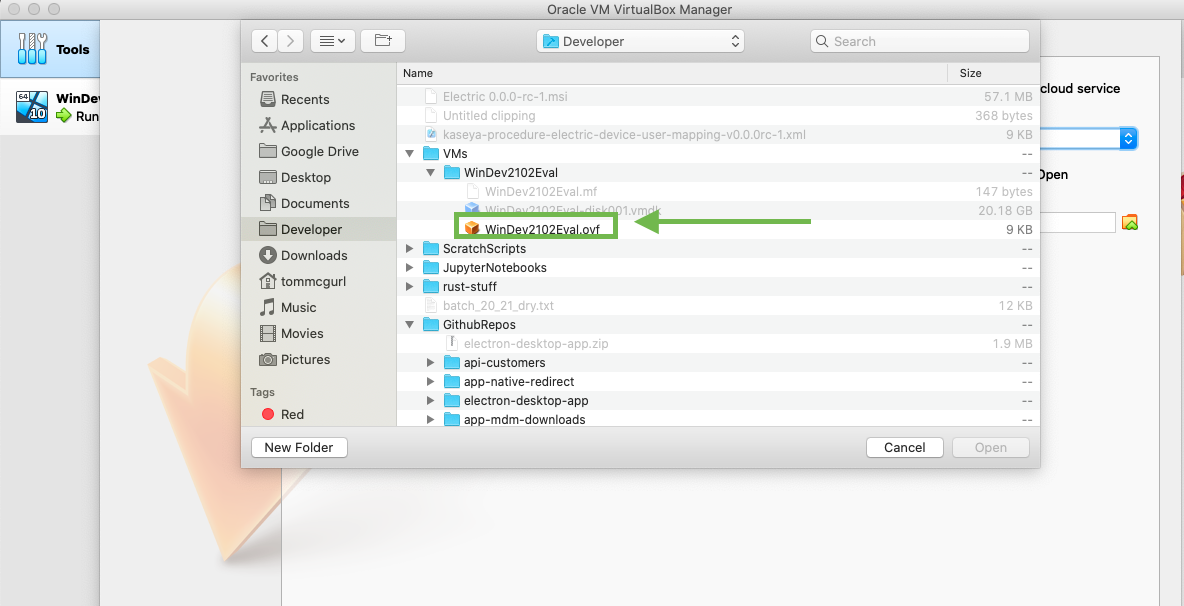 Oracle VM VirtualBox Manager
Tools
WinDev
64
10
Run
Developer
Search
Favorites
Recents
Applications
Google Drive
Desktop
Documents
Developer
Downloads
tommcgurl
Music
Movies
Pictures
Tags
Red
Name Size
Electric 0.0.0-rc-1.msi 57.1 MB
Untitled clipping 368 bytes
kaseya-procedure-electric-device-user-mapping-v0.0.0rc-1.xml 9 KB
VMs --
WinDev2102Eval --
WinDev2102Eval.mf 147 bytes
WinDev2102Eval-disk001.vmdk 20.18 GB
WinDev2102Eval.ovf 9 KB
ScratchScripts --
JupyterNotebooks --
rust-stuff --
batch_20_21_dry.txt 12 KB
GithubRepos --
electron-desktop-app.zip 1.9 MB
api-customers --
app-native-redirect --
electron-desktop-app --
app-mdm-downloads --
cloud service
Open
New Folder
Cancel
Open